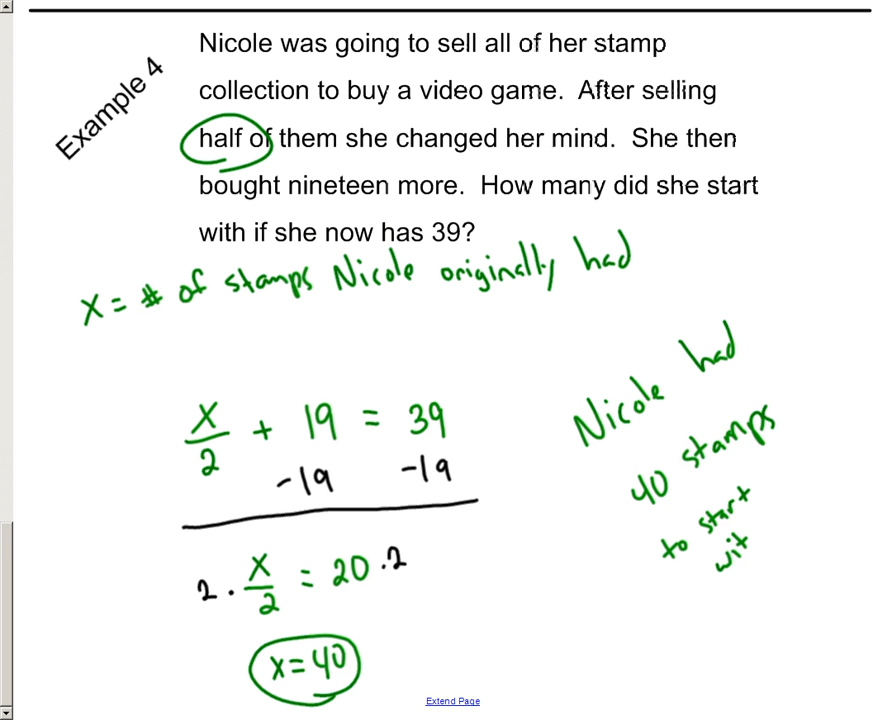 Example 4
Nicole was going to sell all of her stamp
collection to buy a video game. After selling
half of them she changed her mind. She then
bought nineteen more. How many did she start
with if she now has 39?
X = # of stamps Nicole originally had
x/2 + 19 = 39
-19 -19
2 · x/2 = 20 · 2
x = 40
Nicole had
40 stamps
to start
wit
Extend Page